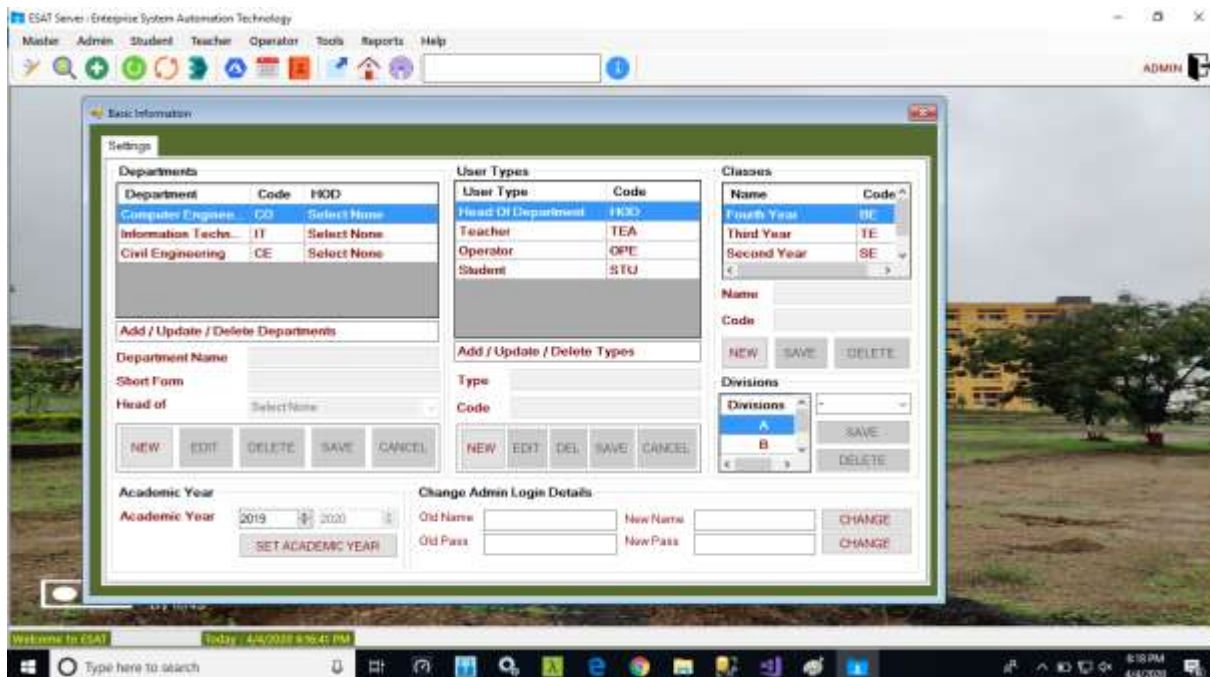 ESAT Server : Enterprise System Automation Technology
Master Admin Student Teacher Operator Tools Reports Help
ADMIN
Basic Information
Settings
Departments
Department Code HOD
Computer Enginee... CO Select None
Information Techn... IT Select None
Civil Engineering CE Select None
Add / Update / Delete Departments
Department Name
Short Form
Head of Select None
NEW EDIT DELETE SAVE CANCEL
User Types
User Type Code
Head Of Department HOD
Teacher TEA
Operator OPE
Student STU
Add / Update / Delete Types
Type
Code
NEW EDIT DEL SAVE CANCEL
Classes
Name Code
Fourth Year BE
Third Year TE
Second Year SE
Name
Code
NEW SAVE DELETE
Divisions
Divisions -
A
B
SAVE
DELETE
Academic Year
Academic Year 2019 2020
SET ACADEMIC YEAR
Change Admin Login Details
Old Name New Name CHANGE
Old Pass New Pass CHANGE
Welcome to ESAT Today : 4/4/2020 6:16:41 PM
Type here to search
6:18 PM
4/4/2020